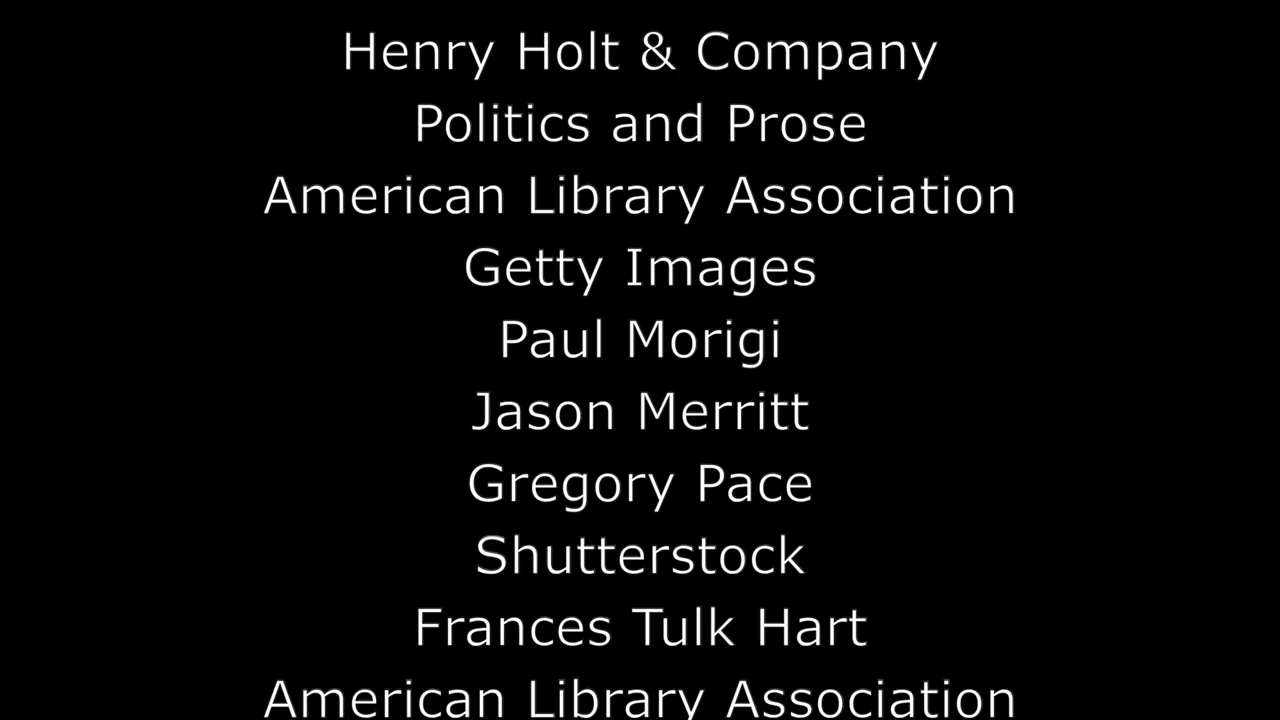 Henry Holt & Company
Politics and Prose
American Library Association
Getty Images
Paul Morigi
Jason Merritt
Gregory Pace
Shutterstock
Frances Tulk Hart
American Library Association